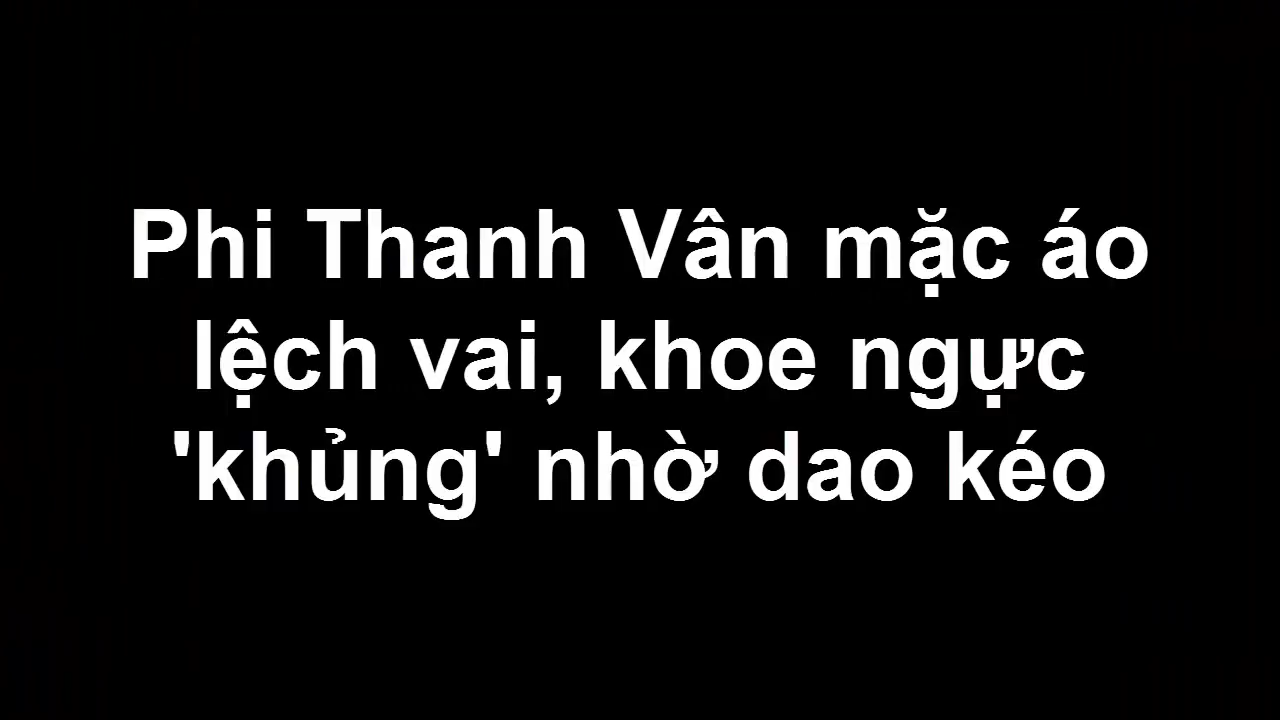 Phi Thanh Vân mặc áo
lệch vai, khoe ngực
'khủng' nhờ dao kéo